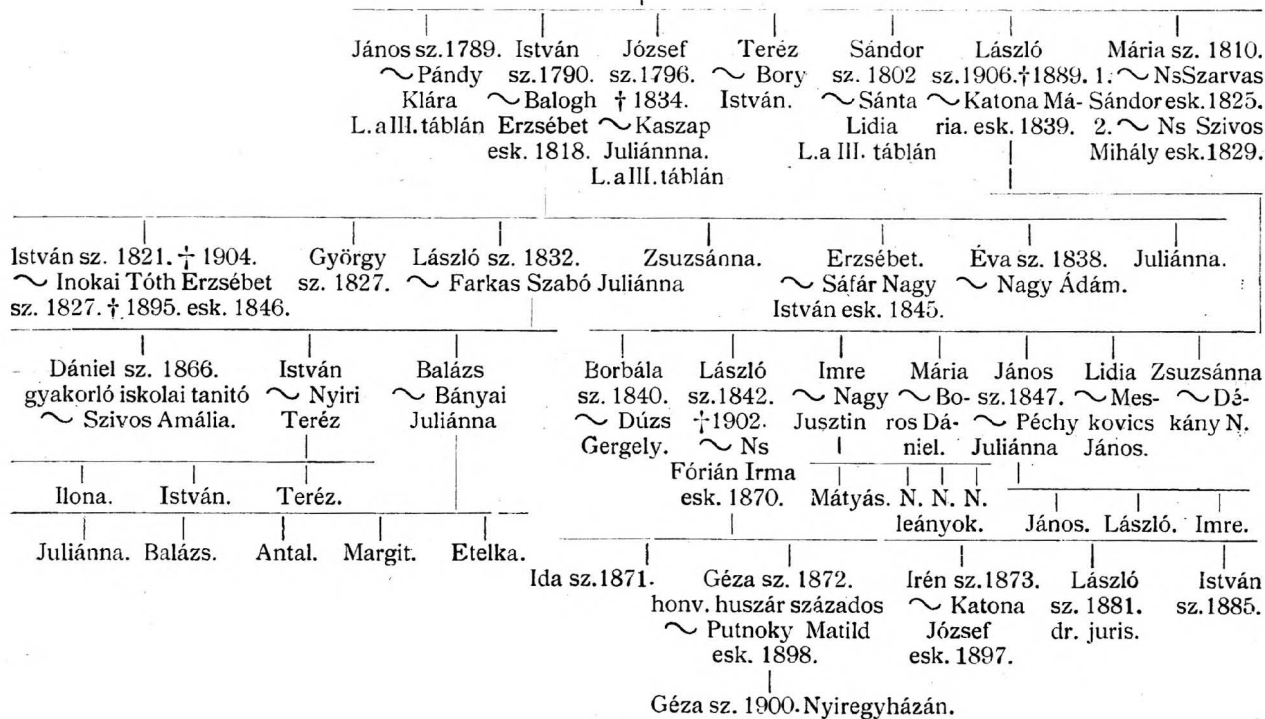 János sz.1789. István József Teréz Sándor László Mária sz. 1810.
~ Pándy sz.1790. sz.1796. ~ Bory sz. 1802 sz.1906.†1889. 1. ~ NsSzarvas
Klára ~ Balogh † 1834. István. ~ Sánta ~ Katona Má- Sándor esk. 1825.
L. a III. táblán Erzsébet ~ Kaszap Lidia ria. esk. 1839. 2. ~ Ns Szivos
esk. 1818. Juliánnna. L. a III. táblán Mihály esk. 1829.
L. a III. táblán
István sz. 1821. † 1904. György László sz. 1832. Zsuzsánna. Erzsébet. Éva sz. 1838. Juliánna.
~ Inokai Tóth Erzsébet sz. 1827. ~ Farkas Szabó Juliánna ~ Sáfár Nagy ~ Nagy Ádám.
sz. 1827. † 1895. esk. 1846. István esk. 1845.
Dániel sz. 1866. István Balázs Borbála László Imre Mária János Lidia Zsuzsánna
gyakorló iskolai tanitó ~ Nyiri ~ Bányai sz. 1840. sz.1842. ~ Nagy ~ Bo- sz.1847. ~ Mes- ~ Dé-
~ Szivos Amália. Teréz Juliánna ~ Dúzs †1902. Jusztin ros Dá- ~ Péchy kovics kány N.
Gergely. ~ Ns niel. Juliánna János.
Fórián Irma
Ilona. István. Teréz. esk. 1870. Mátyás. N. N. N.
leányok. János. László. Imre.
Juliánna. Balázs. Antal. Margit. Etelka.
Ida sz.1871. Géza sz. 1872. Irén sz.1873. László István
honv. huszár százados ~ Katona sz. 1881. sz.1885.
~ Putnoky Matild József dr. juris.
esk. 1898. esk. 1897.
Géza sz. 1900. Nyiregyházán.